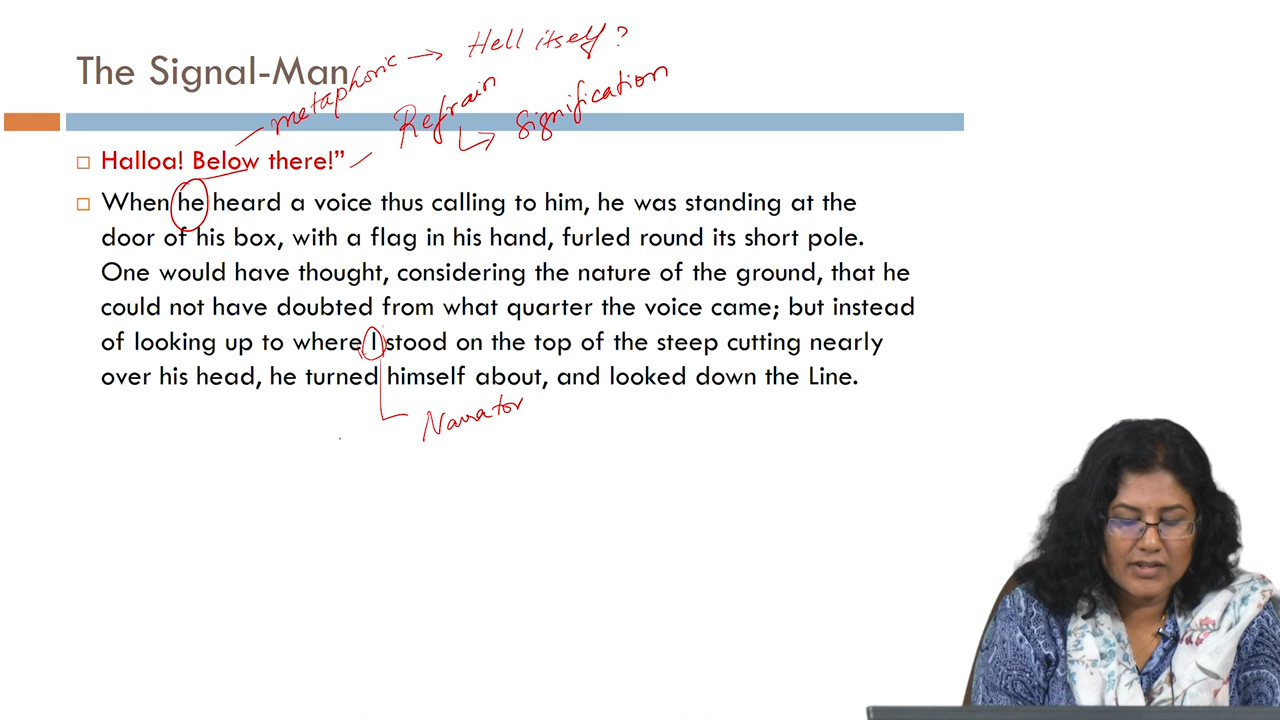 Hell itself?
The Signal-Man
metaphoric →
Refrain
Signification
Halloa! Below there!”
When he heard a voice thus calling to him, he was standing at the
door of his box, with a flag in his hand, furled round its short pole.
One would have thought, considering the nature of the ground, that he
could not have doubted from what quarter the voice came; but instead
of looking up to where I stood on the top of the steep cutting nearly
over his head, he turned himself about, and looked down the Line.
Narrator